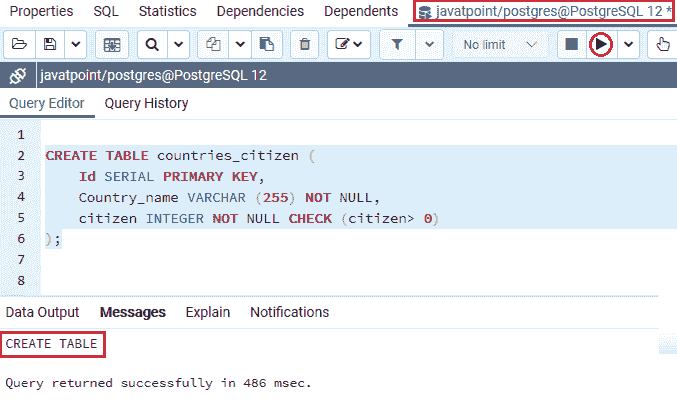 Properties SQL Statistics Dependencies Dependents javatpoint/postgres@PostgreSQL 12 *
No limit
javatpoint/postgres@PostgreSQL 12
Query Editor Query History
1
2 CREATE TABLE countries_citizen (
3 Id SERIAL PRIMARY KEY,
4 Country_name VARCHAR (255) NOT NULL,
5 citizen INTEGER NOT NULL CHECK (citizen> 0)
6 );
7
8
Data Output Messages Explain Notifications
CREATE TABLE
Query returned successfully in 486 msec.